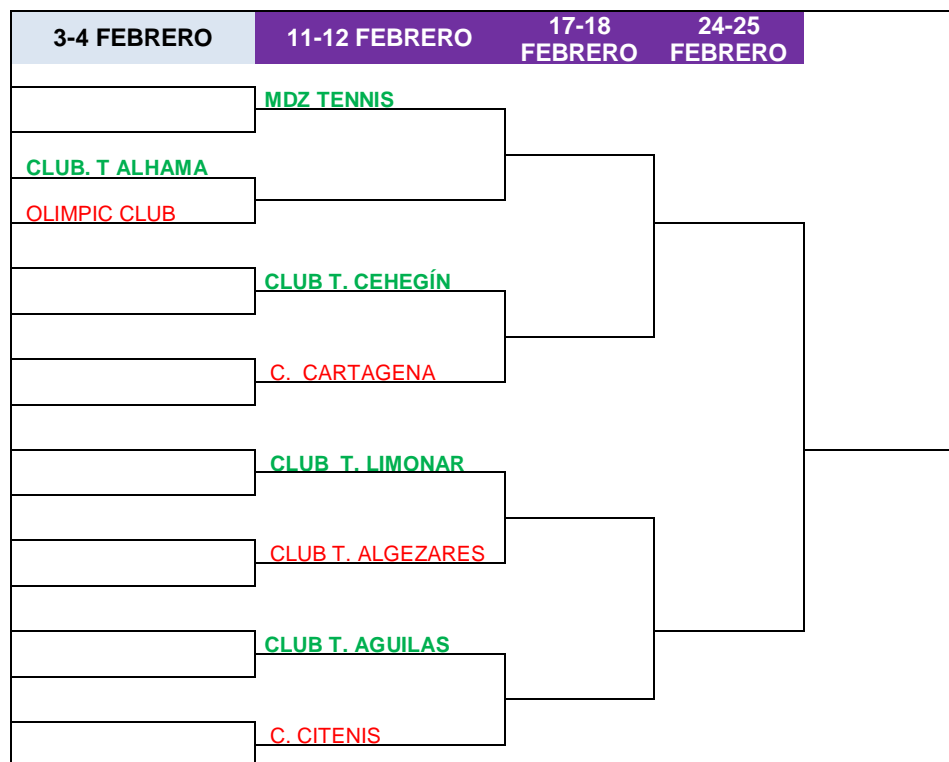 3-4 FEBRERO
11-12 FEBRERO
17-18
FEBRERO
24-25
FEBRERO
MDZ TENNIS
CLUB. T ALHAMA
OLIMPIC CLUB
CLUB T. CEHEGÍN
C. CARTAGENA
CLUB T. LIMONAR
CLUB T. ALGEZARES
CLUB T. AGUILAS
C. CITENIS